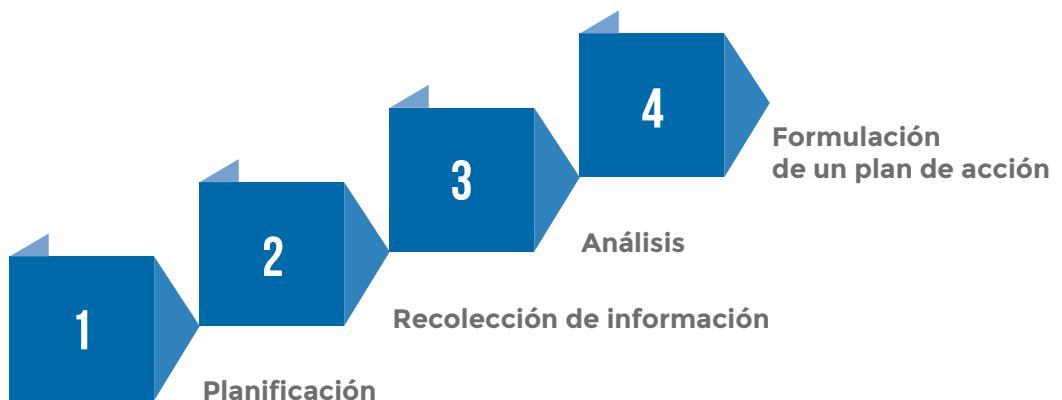 1
Planificación
2
Recolección de información
3
Análisis
4
Formulación
de un plan de acción